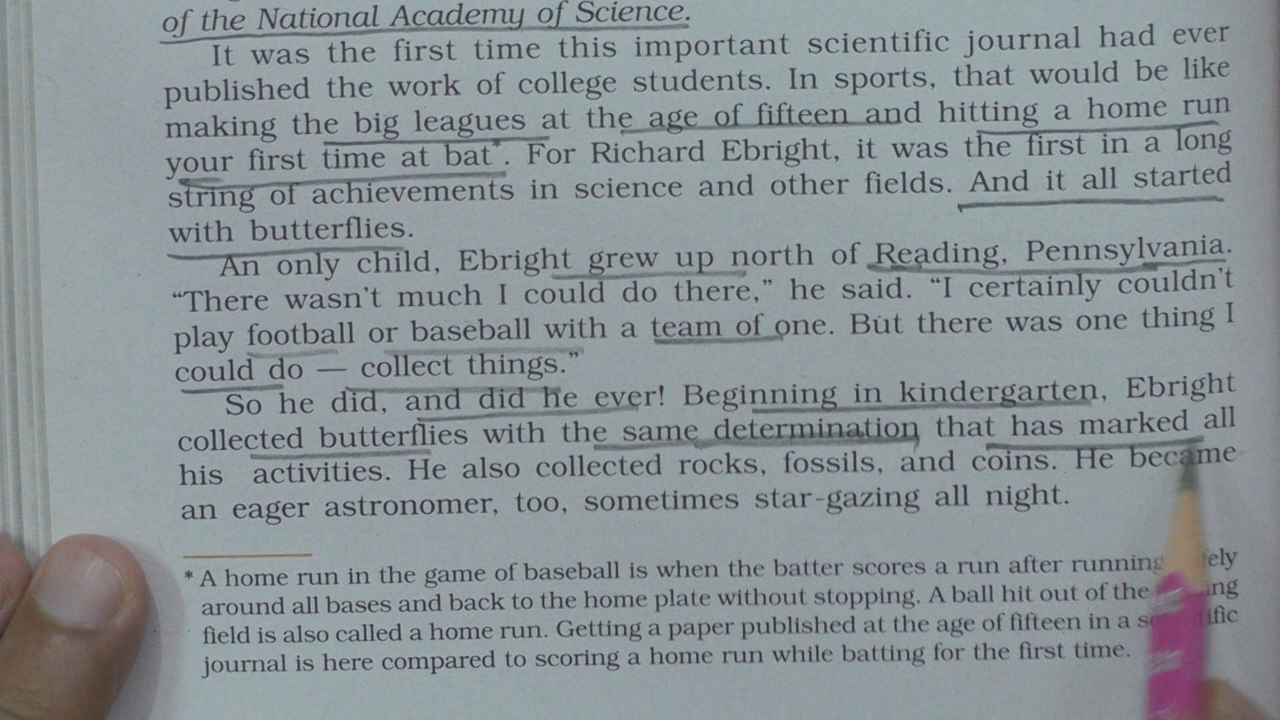 of the National Academy of Science.
It was the first time this important scientific journal had ever
published the work of college students. In sports, that would be like
making the big leagues at the age of fifteen and hitting a home run
your first time at bat*. For Richard Ebright, it was the first in a long
string of achievements in science and other fields. And it all started
with butterflies.
An only child, Ebright grew up north of Reading, Pennsylvania.
“There wasn’t much I could do there,” he said. “I certainly couldn’t
play football or baseball with a team of one. But there was one thing I
could do — collect things.”
So he did, and did he ever! Beginning in kindergarten, Ebright
collected butterflies with the same determination that has marked all
his activities. He also collected rocks, fossils, and coins. He became
an eager astronomer, too, sometimes star-gazing all night.
* A home run in the game of baseball is when the batter scores a run after running
around all bases and back to the home plate without stopping. A ball hit out of the
field is also called a home run. Getting a paper published at the age of fifteen in a
journal is here compared to scoring a home run while batting for the first time.